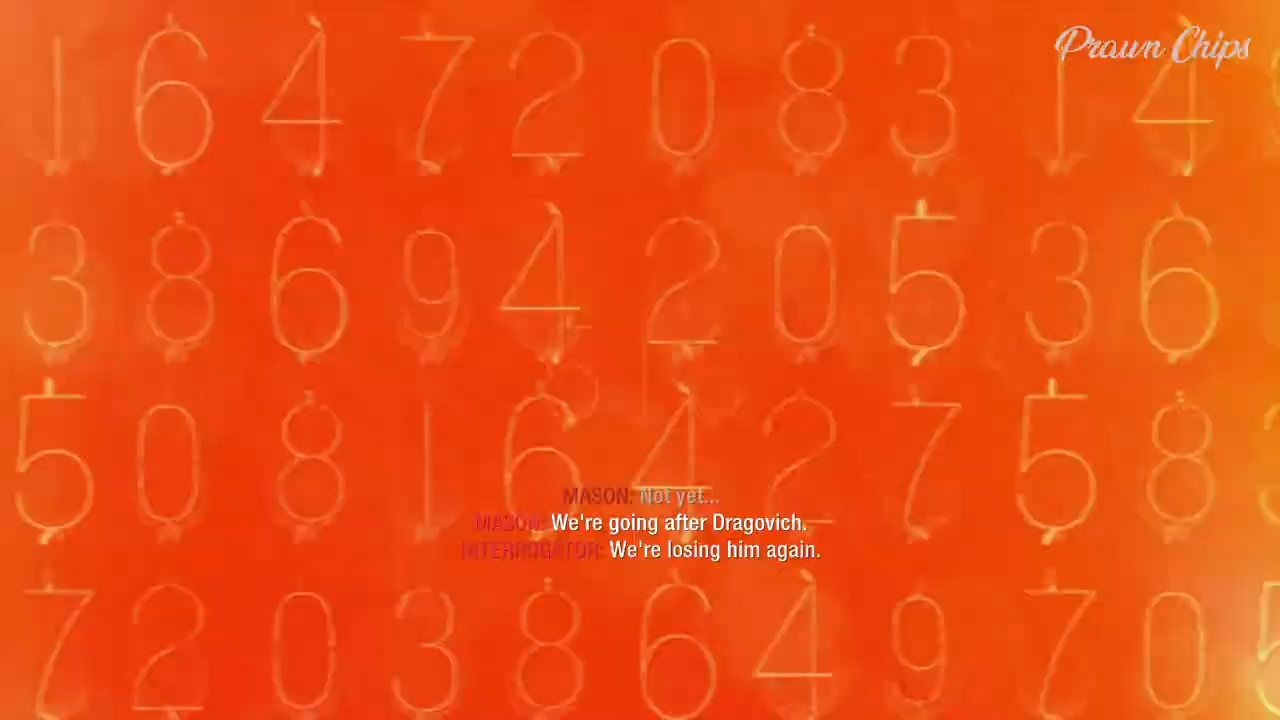 Prawn Chips
1 6 4 7 2 0 8 3 1 4
3 8 6 9 4 2 0 5 3 6
5 0 8 1 6 4 2 7 5 8
MASON: Not yet...
MASON: We're going after Dragovich.
INTERROGATOR: We're losing him again.
7 2 0 3 8 6 4 9 7 0 5